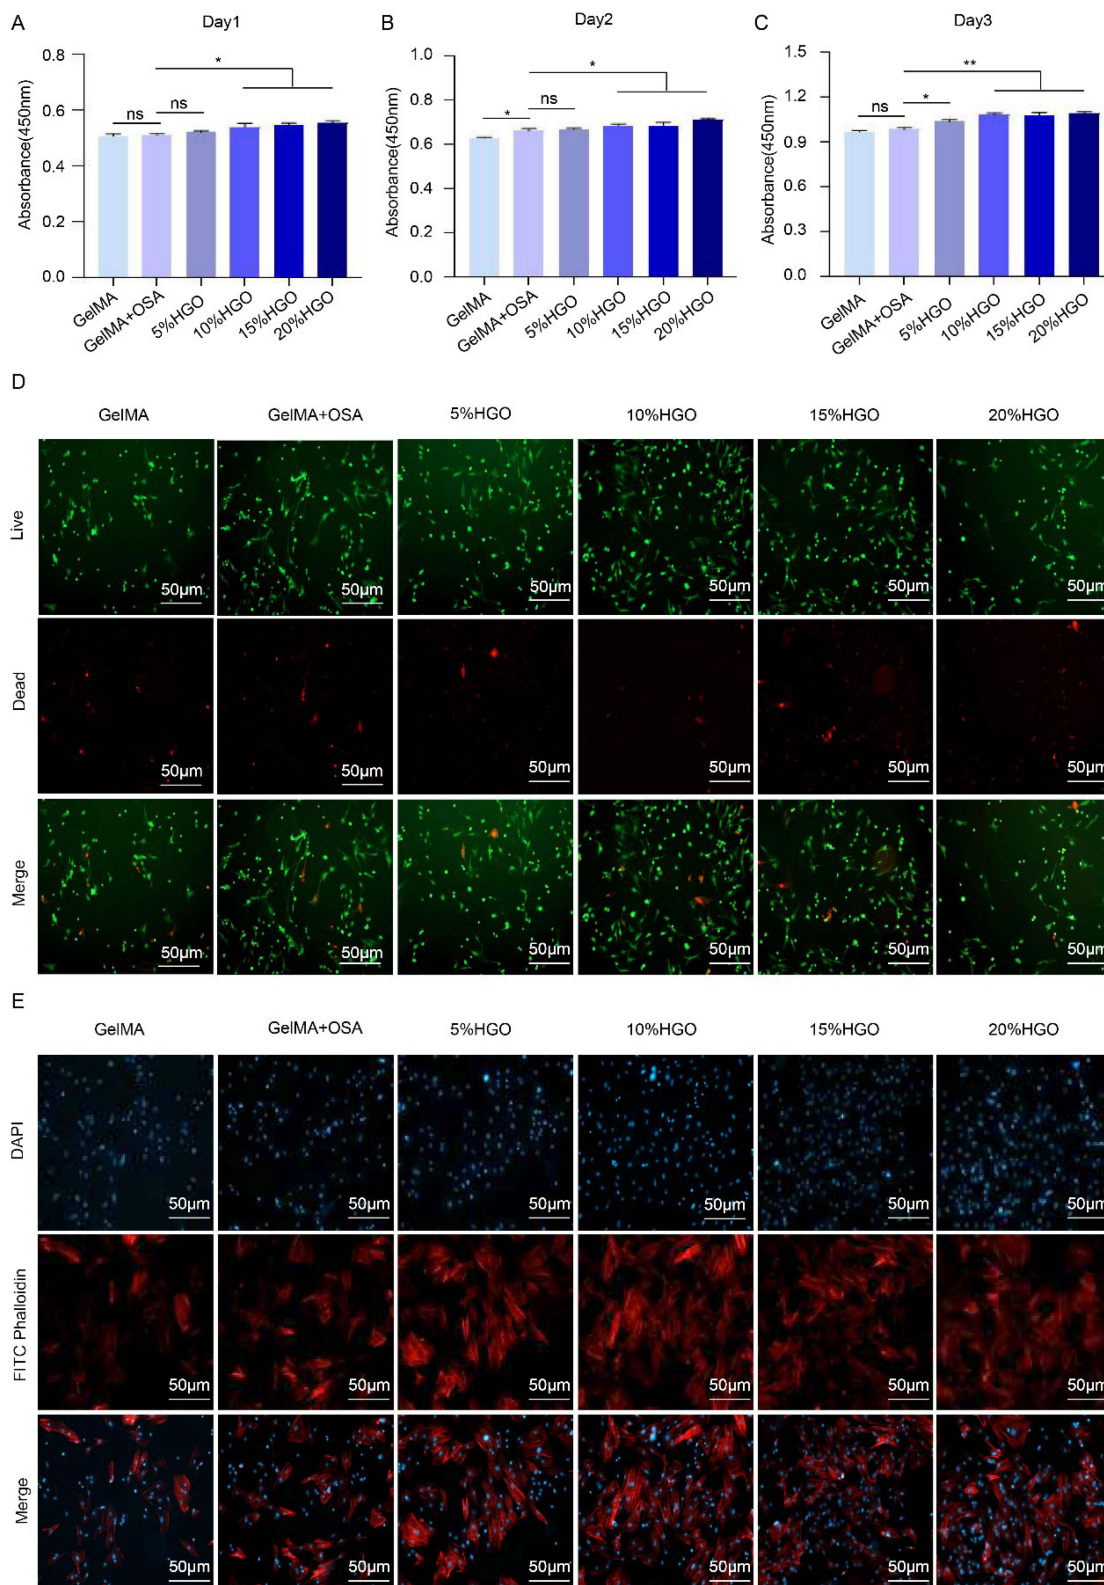 A
Day1
Absorbance(450nm)
0.8
0.6
0.4
0.2
0.0
ns
ns
*
GelMA
GelMA+OSA
5%HGO
10%HGO
15%HGO
20%HGO
B
Day2
Absorbance(450nm)
1.0
0.8
0.6
0.4
0.2
0.0
*
ns
*
GelMA
GelMA+OSA
5%HGO
10%HGO
15%HGO
20%HGO
C
Day3
Absorbance(450nm)
1.5
1.2
0.9
0.6
0.3
0.0
ns
*
**
GelMA
GelMA+OSA
5%HGO
10%HGO
15%HGO
20%HGO
D
GelMA GelMA+OSA 5%HGO 10%HGO 15%HGO 20%HGO
Live
50μm 50μm 50μm 50μm 50μm 50μm
Dead
50μm 50μm 50μm 50μm 50μm 50μm
Merge
50μm 50μm 50μm 50μm 50μm 50μm
E
GelMA GelMA+OSA 5%HGO 10%HGO 15%HGO 20%HGO
DAPI
50μm 50μm 50μm 50μm 50μm 50μm
FITC Phalloidin
50μm 50μm 50μm 50μm 50μm 50μm
Merge
50μm 50μm 50μm 50μm 50μm 50μm